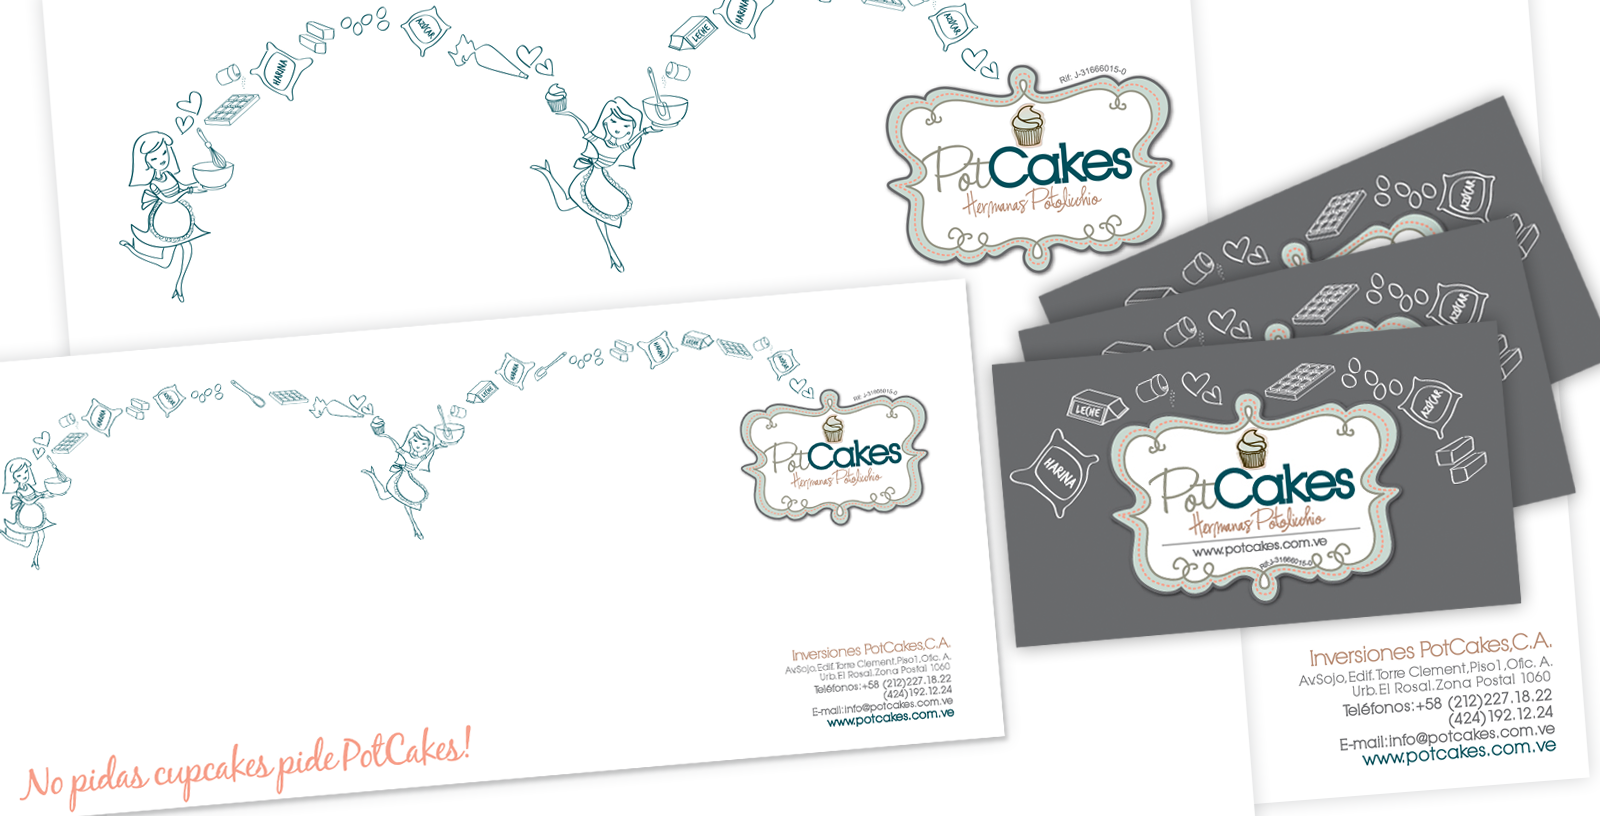 HARINA
AZÚCAR
LECHE
HARINA
AZÚCAR
Rif: J-31666015-0
PotCakes
Hermanas Potolicchio
HARINA
AZÚCAR
HARINA
HARINA
LECHE
AZÚCAR
Rif: J-31666015-0
PotCakes
Hermanas Potolicchio
Inversiones PotCakes,C.A.
Av.Sojo,Edif.Torre Clement,Piso1,Ofic. A.
Urb.El Rosal.Zona Postal 1060
Teléfonos:+58 (212)227.18.22
(424)192.12.24
E-mail:info@potcakes.com.ve
www.potcakes.com.ve
No pidas cupcakes pide PotCakes!
AZÚCAR
AZÚCAR
LECHE
AZÚCAR
HARINA
PotCakes
Hermanas Potolicchio
www.potcakes.com.ve
Rif:J-31666015-0
Inversiones PotCakes,C.A.
Av.Sojo,Edif.Torre Clement,Piso1,Ofic. A.
Urb.El Rosal.Zona Postal 1060
Teléfonos:+58 (212)227.18.22
(424)192.12.24
E-mail:info@potcakes.com.ve
www.potcakes.com.ve